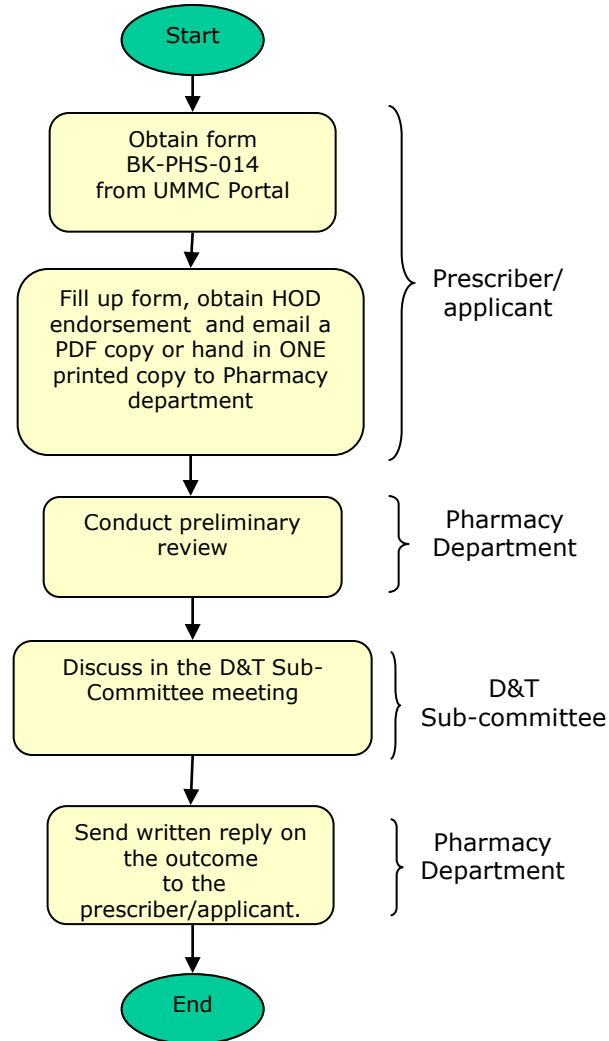 Start
Obtain form
BK-PHS-014
from UMMC Portal
Fill up form, obtain HOD
endorsement and email a
PDF copy or hand in ONE
printed copy to Pharmacy
department
Prescriber/
applicant
Conduct preliminary
review
Pharmacy
Department
Discuss in the D&T Sub-
Committee meeting
D&T
Sub-committee
Send written reply on
the outcome
to the
prescriber/applicant.
Pharmacy
Department
End